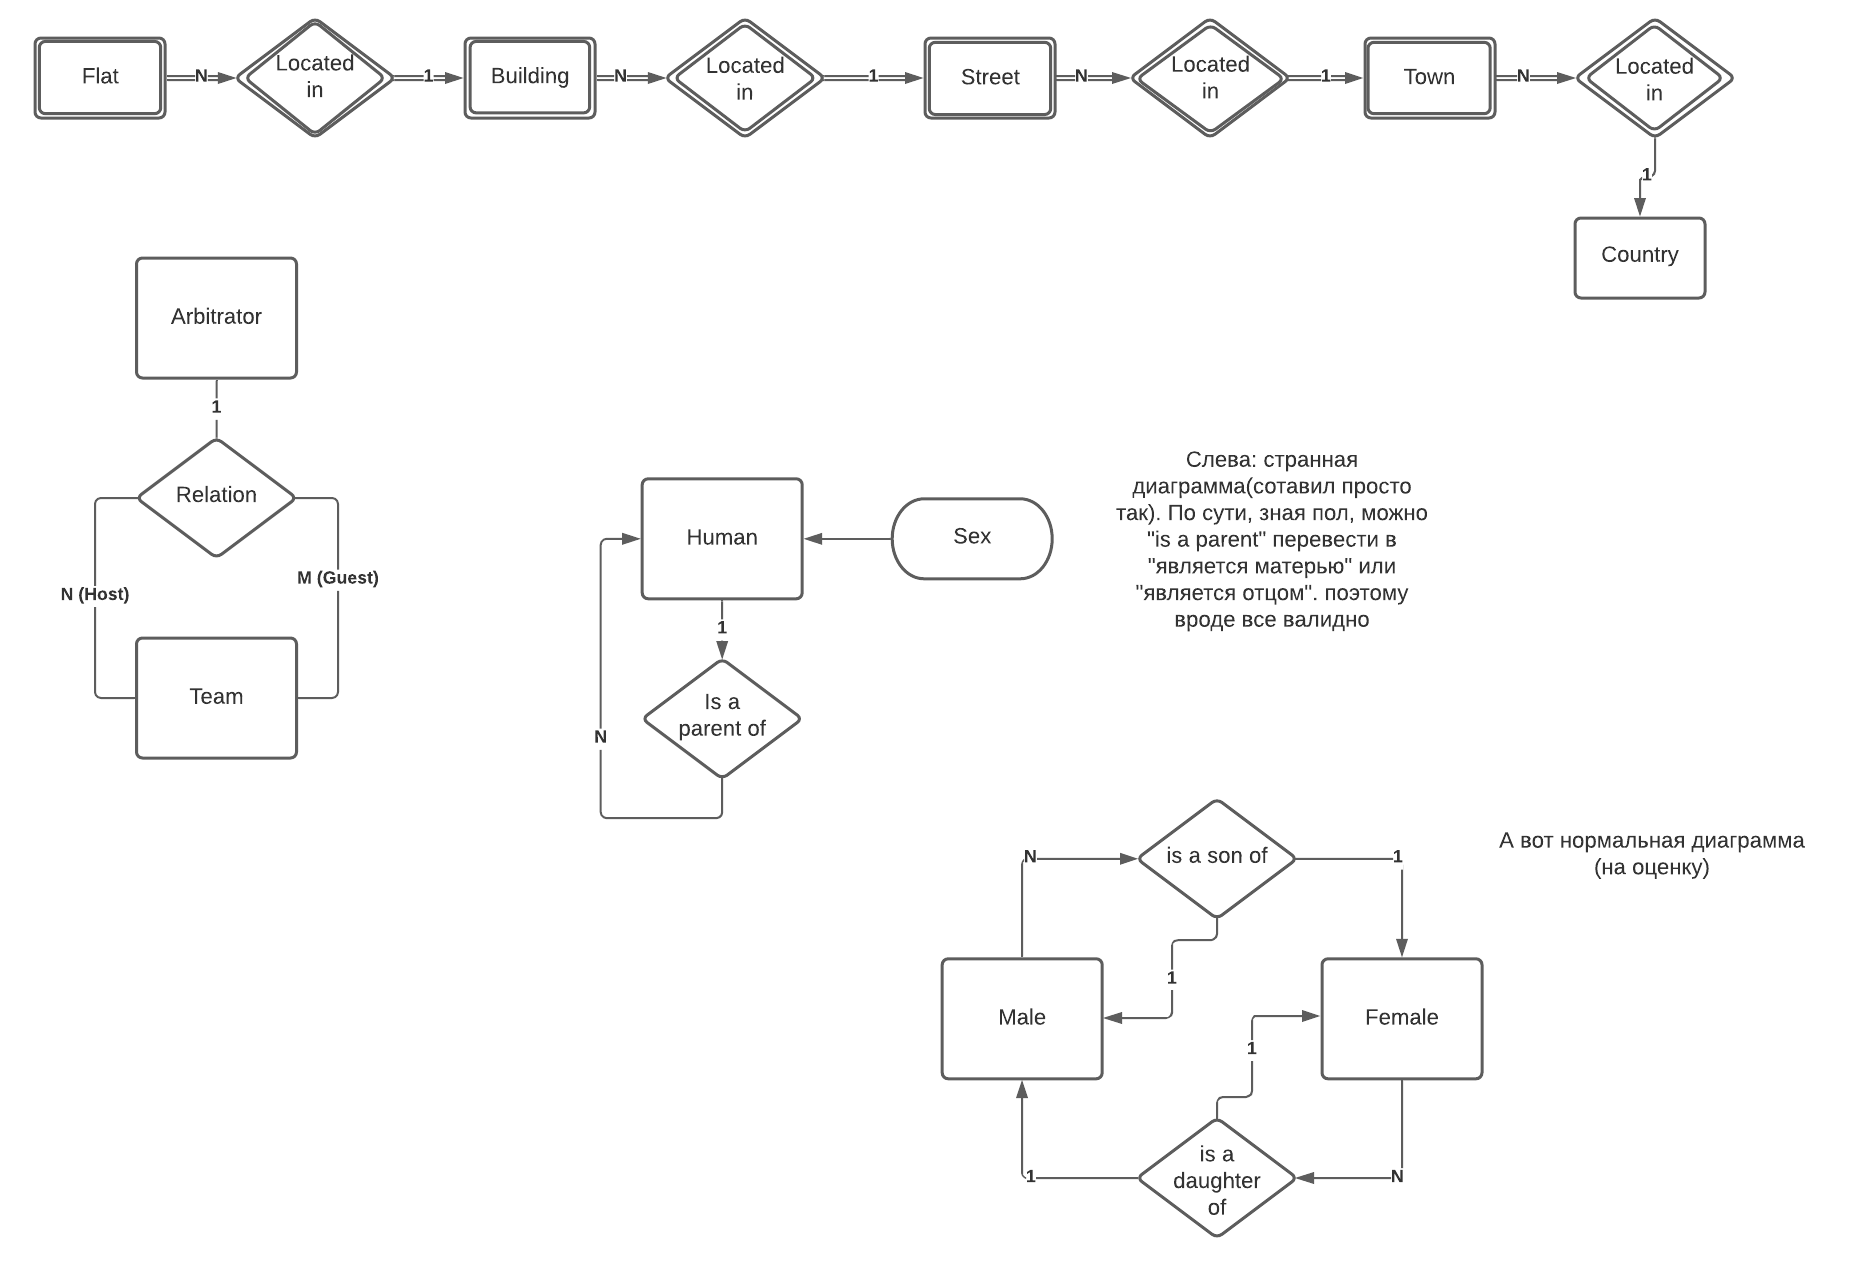 Flat
N
Located
in
1
Building
N
Located
in
1
Street
N
Located
in
1
Town
N
Located
in
1
Country
Arbitrator
1
Relation
N (Host)
M (Guest)
Team
Human
Sex
1
Is a
parent of
N
Слева: странная
диаграмма(сотавил просто
так). По сути, зная пол, можно
"is a parent" перевести в
"является матерью" или
"является отцом". поэтому
вроде все валидно
is a son of
N
1
1
Male
Female
1
is a
daughter
of
1
N
А вот нормальная диаграмма
(на оценку)